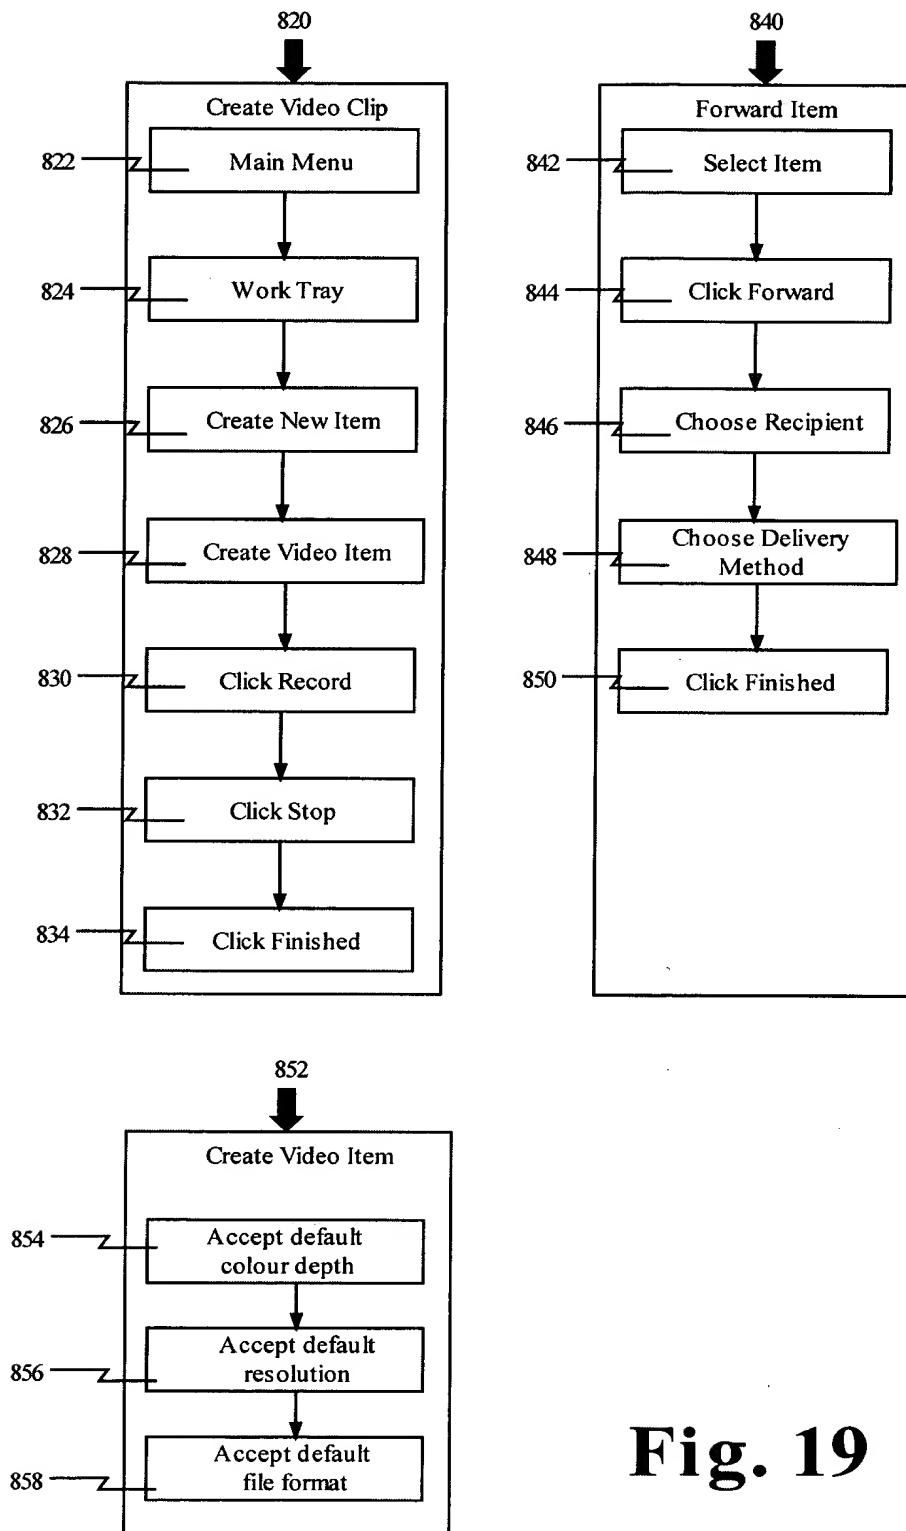 820
Create Video Clip
822
Main Menu
824
Work Tray
826
Create New Item
828
Create Video Item
830
Click Record
832
Click Stop
834
Click Finished
840
Forward Item
842
Select Item
844
Click Forward
846
Choose Recipient
848
Choose Delivery
Method
850
Click Finished
852
Create Video Item
854
Accept default
colour depth
856
Accept default
resolution
858
Accept default
file format
Fig. 19